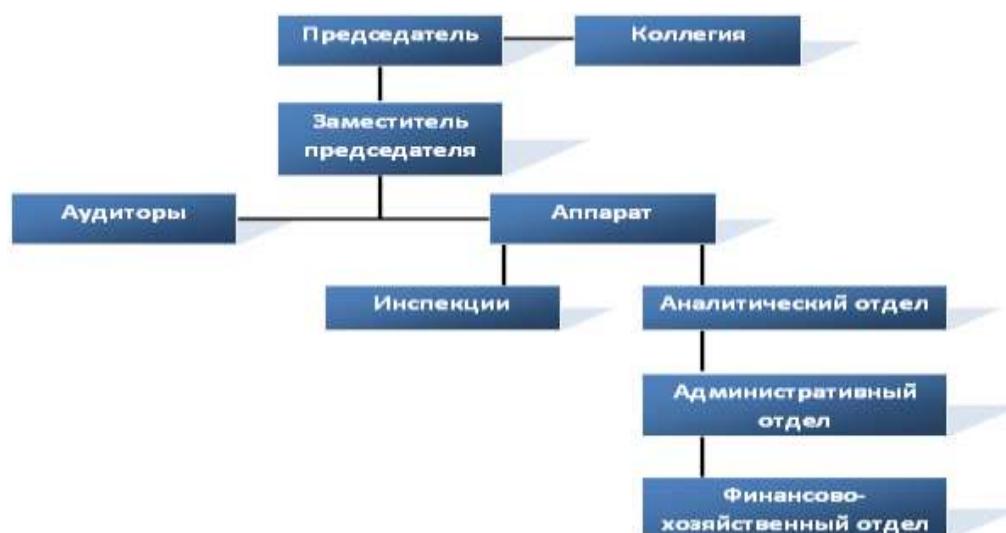 Председатель
Коллегия
Заместитель
председателя
Аудиторы
Аппарат
Инспекции
Аналитический отдел
Административный
отдел
Финансово-
хозяйственный отдел